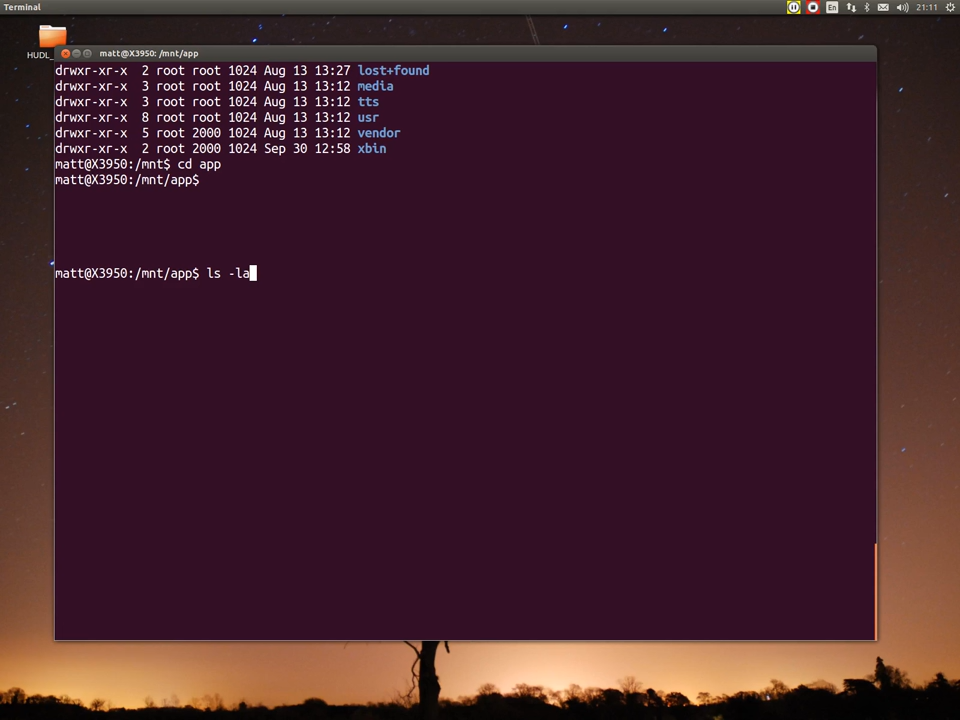 Terminal
En
21:11
HUDL_
matt@X3950: /mnt/app
drwxr-xr-x  2 root root 1024 Aug 13 13:27 lost+found
drwxr-xr-x  3 root root 1024 Aug 13 13:12 media
drwxr-xr-x  3 root root 1024 Aug 13 13:12 tts
drwxr-xr-x  8 root root 1024 Aug 13 13:12 usr
drwxr-xr-x  5 root 2000 1024 Aug 13 13:12 vendor
drwxr-xr-x  2 root 2000 1024 Sep 30 12:58 xbin
matt@X3950:/mnt$ cd app
matt@X3950:/mnt/app$
matt@X3950:/mnt/app$ ls -la